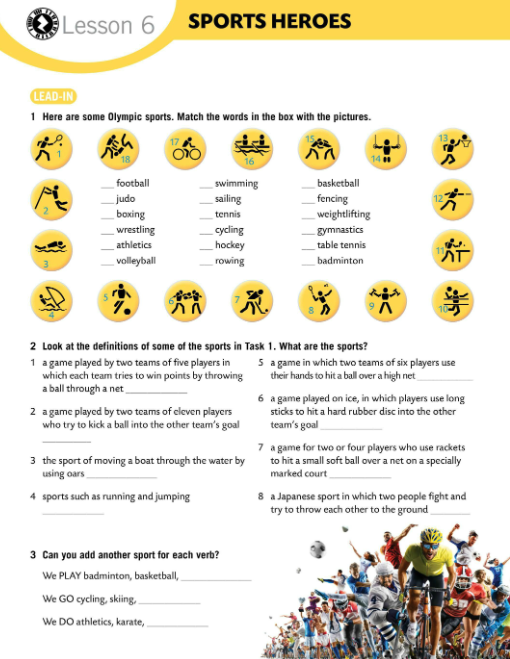 Lesson 6
SPORTS HEROES
LEAD-IN
1 Here are some Olympic sports. Match the words in the box with the pictures.
1
18
17
16
15
14
13
2
3
4
12
11
10
___ football
___ judo
___ boxing
___ wrestling
___ athletics
___ volleyball
___ swimming
___ sailing
___ tennis
___ cycling
___ hockey
___ rowing
___ basketball
___ fencing
___ weightlifting
___ gymnastics
___ table tennis
___ badminton
5
6
7
8
9
2 Look at the definitions of some of the sports in Task 1. What are the sports?
1 a game played by two teams of five players in
which each team tries to win points by throwing
a ball through a net ____________
2 a game played by two teams of eleven players
who try to kick a ball into the other team's goal
__________
3 the sport of moving a boat through the water by
using oars ______________
4 sports such as running and jumping
____________
5 a game in which two teams of six players use
their hands to hit a ball over a high net ___________
6 a game played on ice, in which players use long
sticks to hit a hard rubber disc into the other
team's goal ____________
7 a game for two or four players who use rackets
to hit a small soft ball over a net on a specially
marked court ____________
8 a Japanese sport in which two people fight and
try to throw each other to the ground ________
3 Can you add another sport for each verb?
We PLAY badminton, basketball, ______________
We GO cycling, skiing, ____________
We DO athletics, karate, ____________